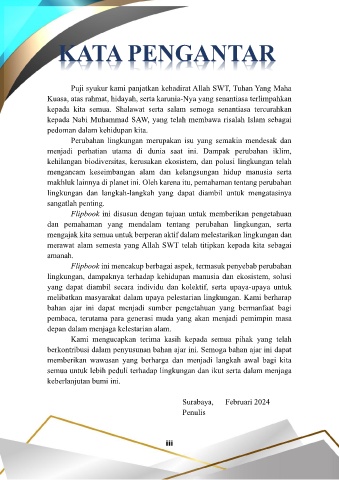 KATA PENGANTAR
Puji syukur kami panjatkan kehadirat Allah SWT, Tuhan Yang Maha
Kuasa, atas rahmat, hidayah, serta karunia-Nya yang senantiasa terlimpahkan
kepada kita semua. Shalawat serta salam semoga senantiasa tercurahkan
kepada Nabi Muhammad SAW, yang telah membawa risalah Islam sebagai
pedoman dalam kehidupan kita.
Perubahan lingkungan merupakan isu yang semakin mendesak dan
menjadi perhatian utama di dunia saat ini. Dampak perubahan iklim,
kehilangan biodiversitas, kerusakan ekosistem, dan polusi lingkungan telah
mengancam keseimbangan alam dan kelangsungan hidup manusia serta
makhluk lainnya di planet ini. Oleh karena itu, pemahaman tentang perubahan
lingkungan dan langkah-langkah yang dapat diambil untuk mengatasinya
sangatlah penting.
Flipbook ini disusun dengan tujuan untuk memberikan pengetahuan
dan pemahaman yang mendalam tentang perubahan lingkungan, serta
mengajak kita semua untuk berperan aktif dalam melestarikan lingkungan dan
merawat alam semesta yang Allah SWT telah titipkan kepada kita sebagai
amanah.
Flipbook ini mencakup berbagai aspek, termasuk penyebab perubahan
lingkungan, dampaknya terhadap kehidupan manusia dan ekosistem, solusi
yang dapat diambil secara individu dan kolektif, serta upaya-upaya untuk
melibatkan masyarakat dalam upaya pelestarian lingkungan. Kami berharap
bahan ajar ini dapat menjadi sumber pengetahuan yang bermanfaat bagi
pembaca, terutama para generasi muda yang akan menjadi pemimpin masa
depan dalam menjaga kelestarian alam.
Kami mengucapkan terima kasih kepada semua pihak yang telah
berkontribusi dalam penyusunan bahan ajar ini. Semoga bahan ajar ini dapat
memberikan wawasan yang berharga dan menjadi langkah awal bagi kita
semua untuk lebih peduli terhadap lingkungan dan ikut serta dalam menjaga
keberlanjutan bumi ini.
Surabaya, Februari 2024
Penulis
iii